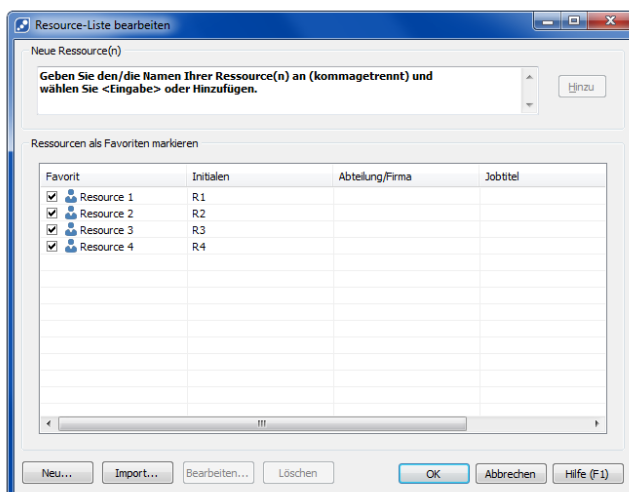 Resource-Liste bearbeiten
Neue Ressource(n)
Geben Sie den/die Namen Ihrer Ressource(n) an (kommagetrennt) und
wählen Sie <Eingabe> oder Hinzufügen.
Hinzu
Ressourcen als Favoriten markieren
Favorit Initialen Abteilung/Firma Jobtitel
Resource 1 R1
Resource 2 R2
Resource 3 R3
Resource 4 R4
Neu... Import... Bearbeiten... Löschen OK Abbrechen Hilfe (F1)